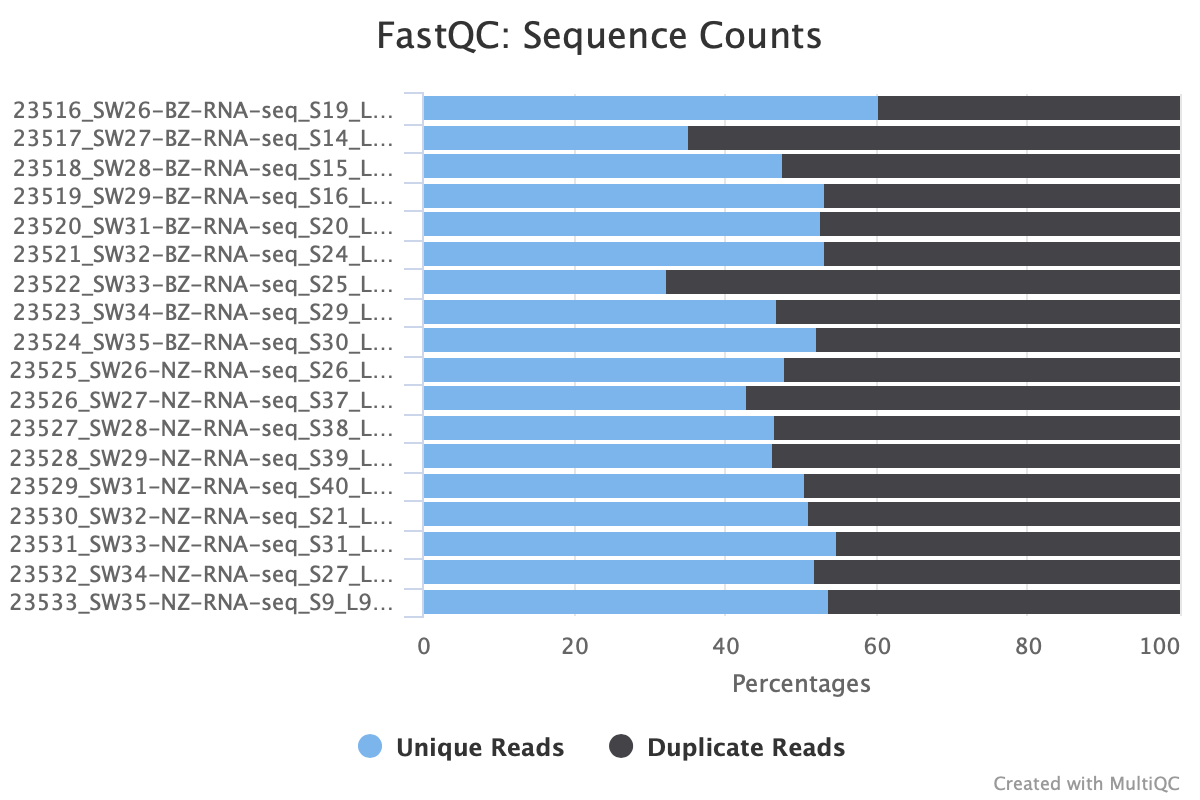 FastQC: Sequence Counts
23516_SW26-BZ-RNA-seq_S19_L...
23517_SW27-BZ-RNA-seq_S14_L...
23518_SW28-BZ-RNA-seq_S15_L...
23519_SW29-BZ-RNA-seq_S16_L...
23520_SW31-BZ-RNA-seq_S20_L...
23521_SW32-BZ-RNA-seq_S24_L...
23522_SW33-BZ-RNA-seq_S25_L...
23523_SW34-BZ-RNA-seq_S29_L...
23524_SW35-BZ-RNA-seq_S30_L...
23525_SW26-NZ-RNA-seq_S26_L...
23526_SW27-NZ-RNA-seq_S37_L...
23527_SW28-NZ-RNA-seq_S38_L...
23528_SW29-NZ-RNA-seq_S39_L...
23529_SW31-NZ-RNA-seq_S40_L...
23530_SW32-NZ-RNA-seq_S21_L...
23531_SW33-NZ-RNA-seq_S31_L...
23532_SW34-NZ-RNA-seq_S27_L...
23533_SW35-NZ-RNA-seq_S9_L9...
0 20 40 60 80 100
Percentages
Unique Reads Duplicate Reads
Created with MultiQC